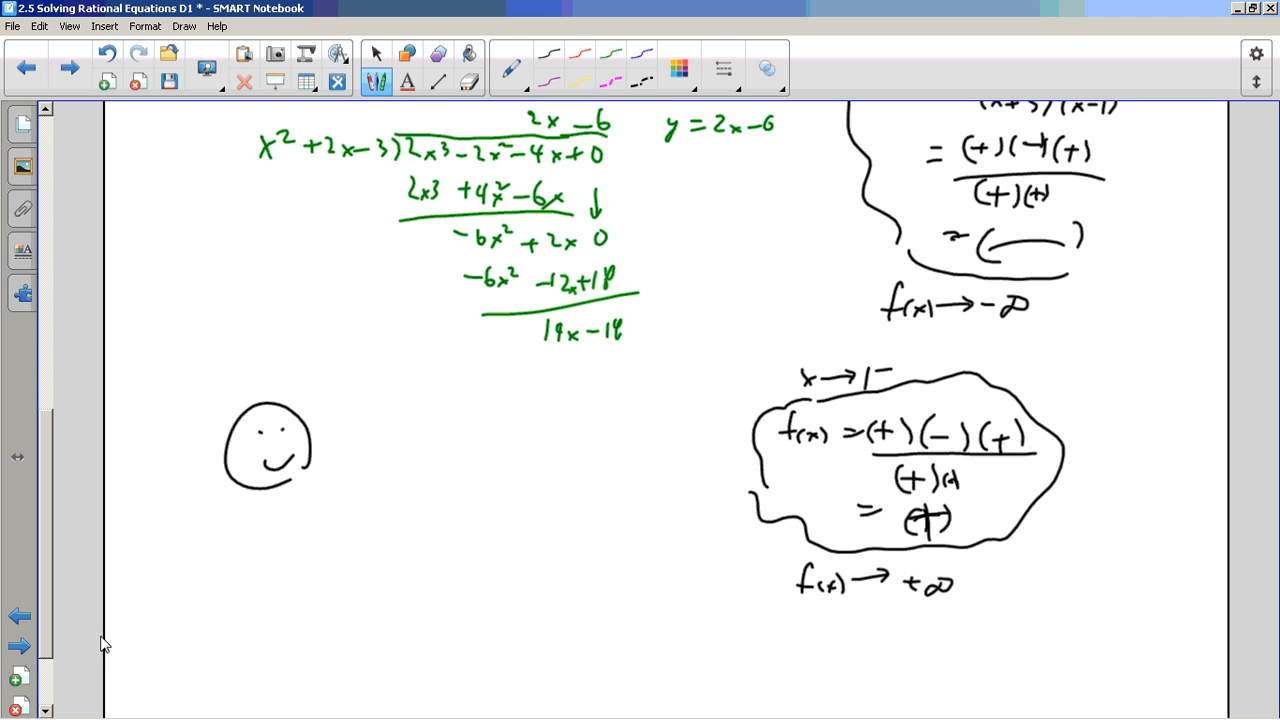 2.5 Solving Rational Equations D1 * - SMART Notebook
File Edit View Insert Format Draw Help
2x - 6
y = 2x-6
x² + 2x - 3)2x³ - 2x² - 4x + 0
2x3 + 4x² - 6x ↓
-6x² + 2x 0
-6x² -12x+18
14x - 18
(x+3)(x-1)
= (+)(-)(+)
(+)(+)
= (—)
f(x) → -∞
x → 1⁻
f(x) = (+)(-)(+)
(+)(-)
= (+)
f(x) → +∞